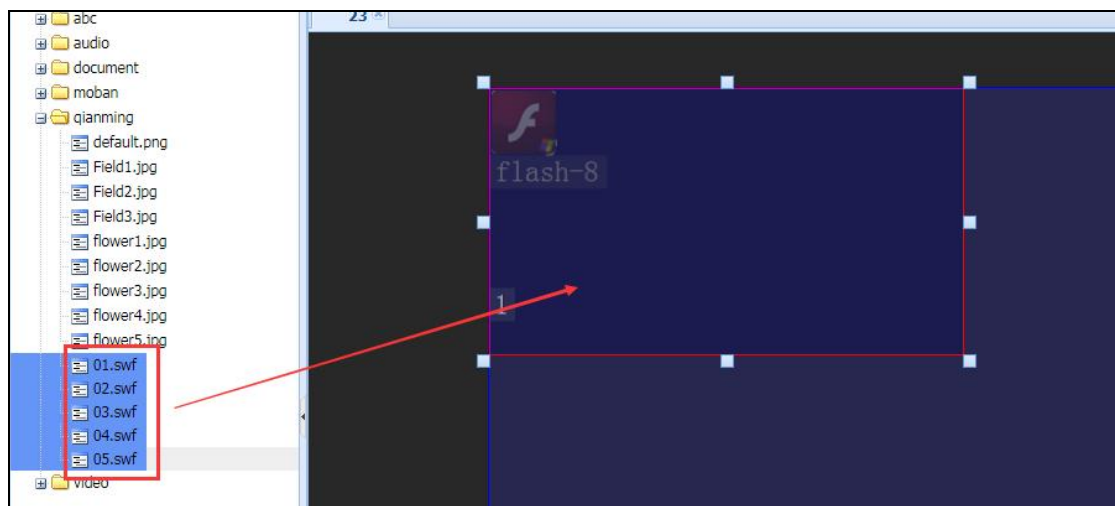 abc
audio
document
moban
qianming
default.png
Field1.jpg
Field2.jpg
Field3.jpg
flower1.jpg
flower2.jpg
flower3.jpg
flower4.jpg
flower5.jpg
01.swf
02.swf
03.swf
04.swf
05.swf
video
23
flash-8
1